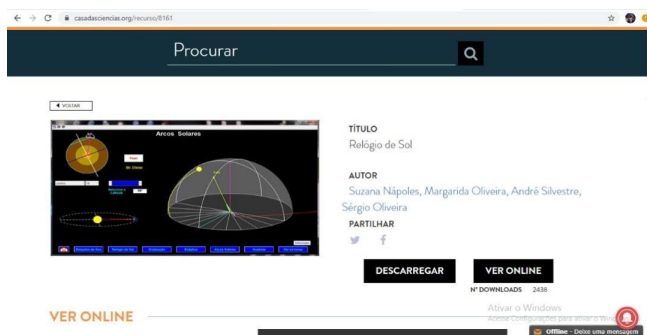 casadasciencias.org/recurso/8161
Procurar
VOLTAR
Arcos Solares
TÍTULO
Relógio de Sol
AUTOR
Suzana Nápoles, Margarida Oliveira, André Silvestre,
Sérgio Oliveira
PARTILHAR
DESCARREGAR
VER ONLINE
Nº DOWNLOADS 2438
VER ONLINE
Ativar o Windows
Offline - Deixe uma mensagem